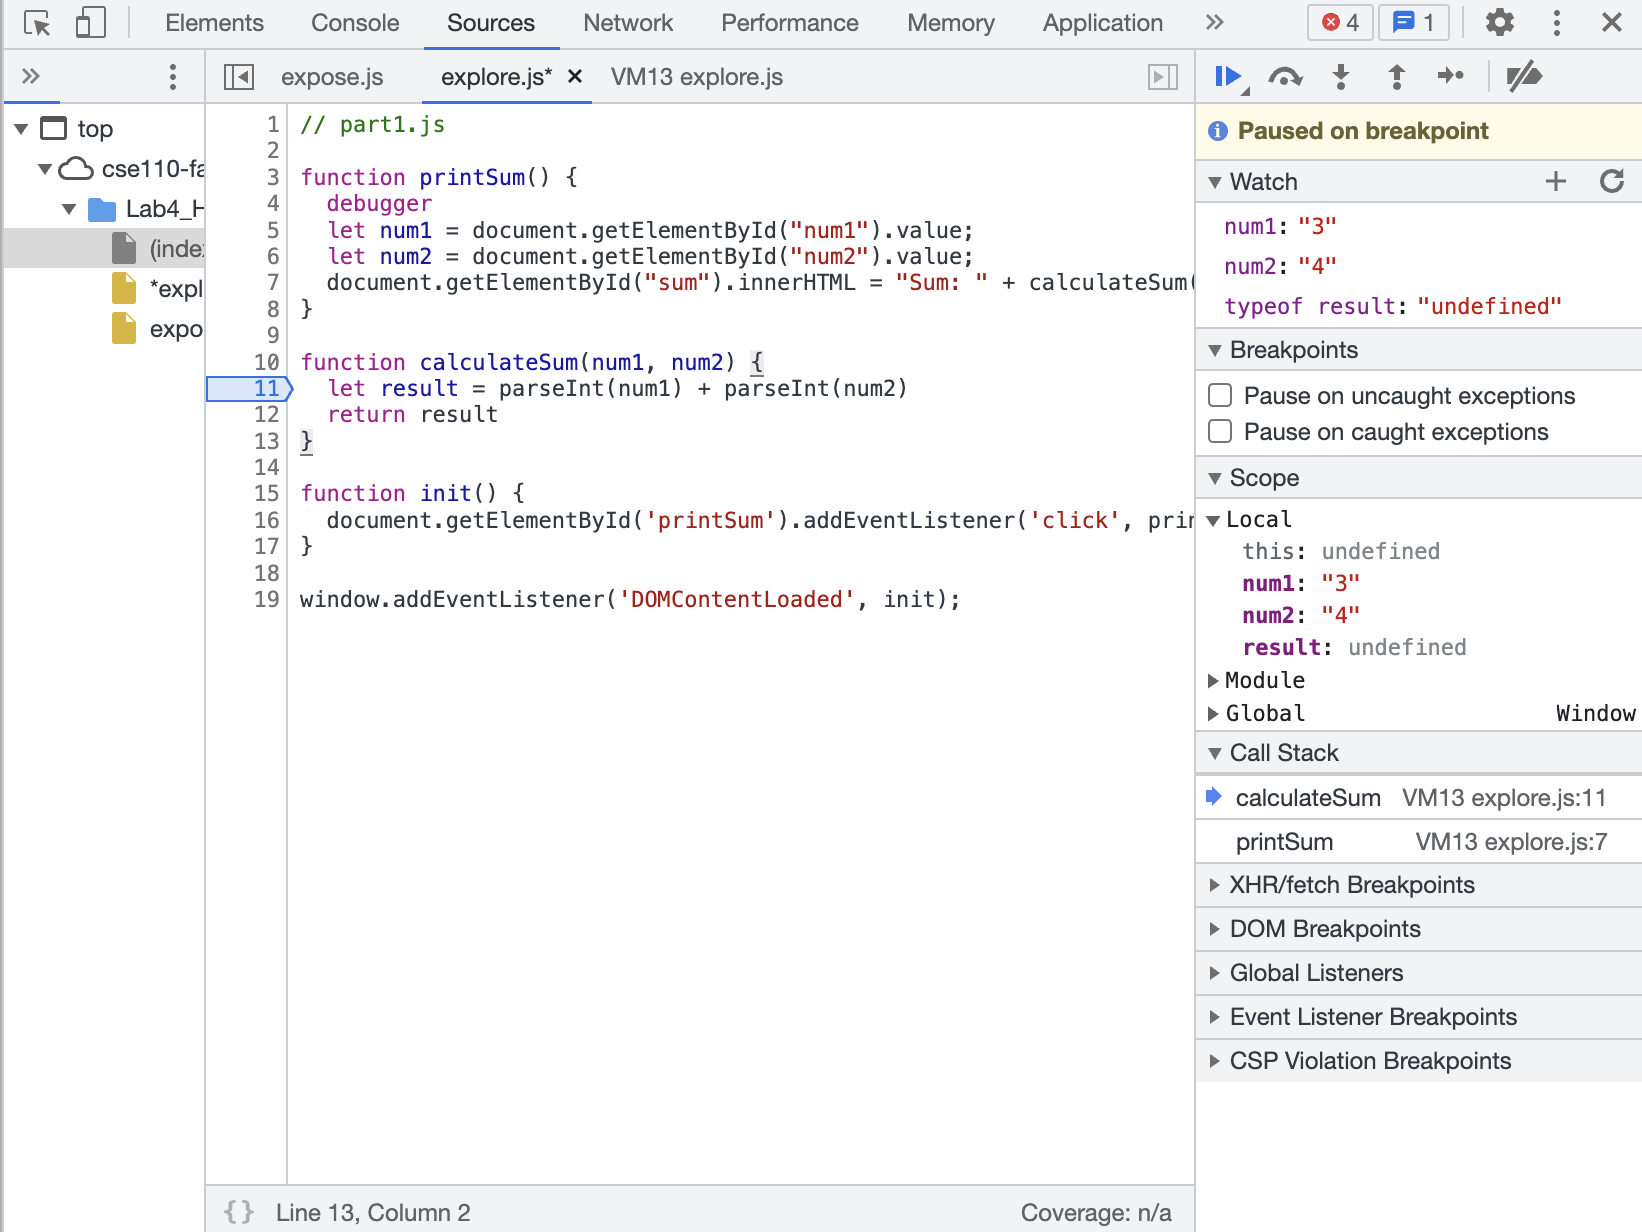 Elements Console Sources Network Performance Memory Application 4 1
expose.js explore.js* VM13 explore.js
top
cse110-fa
Lab4_H
(inde
*expl
expo
1 // part1.js
2
3 function printSum() {
4 debugger
5 let num1 = document.getElementById("num1").value;
6 let num2 = document.getElementById("num2").value;
7 document.getElementById("sum").innerHTML = "Sum: " + calculateSum(
8 }
9
10 function calculateSum(num1, num2) {
11 let result = parseInt(num1) + parseInt(num2)
12 return result
13 }
14
15 function init() {
16 document.getElementById('printSum').addEventListener('click', prin
17 }
18
19 window.addEventListener('DOMContentLoaded', init);
{} Line 13, Column 2 Coverage: n/a
Paused on breakpoint
Watch
num1: "3"
num2: "4"
typeof result: "undefined"
Breakpoints
Pause on uncaught exceptions
Pause on caught exceptions
Scope
Local
this: undefined
num1: "3"
num2: "4"
result: undefined
Module
Global Window
Call Stack
calculateSum VM13 explore.js:11
printSum VM13 explore.js:7
XHR/fetch Breakpoints
DOM Breakpoints
Global Listeners
Event Listener Breakpoints
CSP Violation Breakpoints